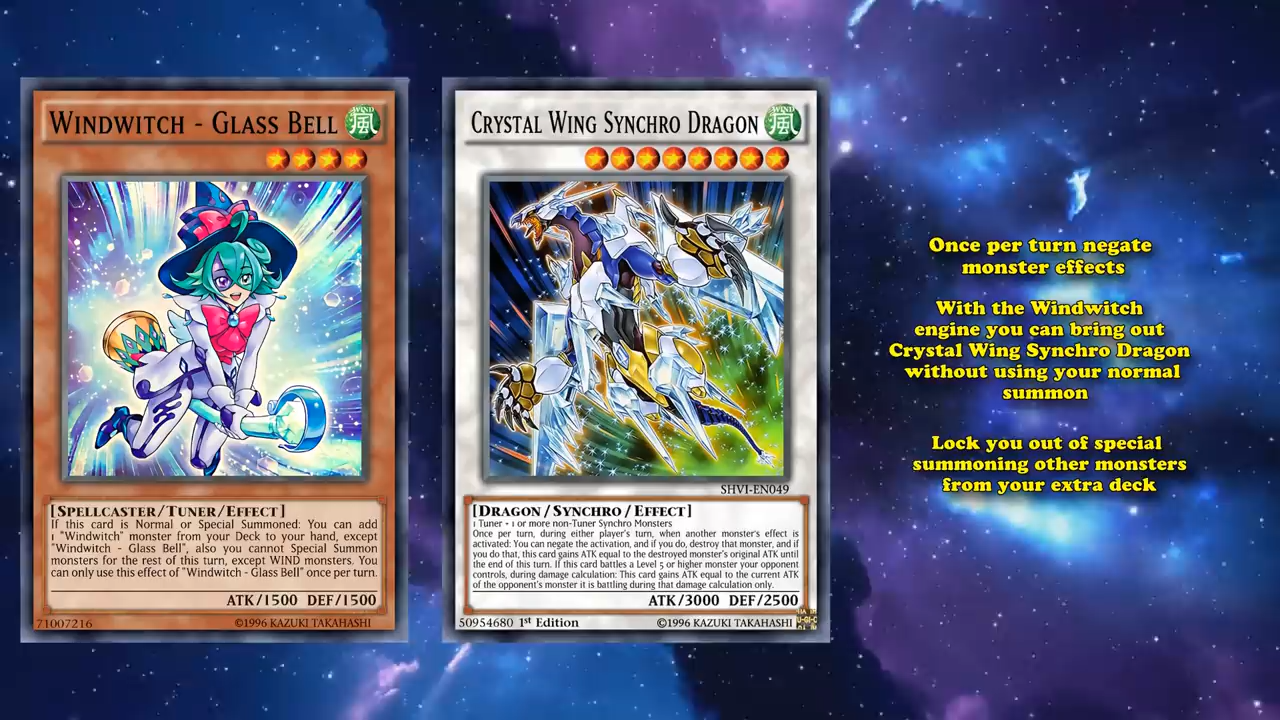 WINDWITCH - GLASS BELL
WIND
風
[SPELLCASTER/TUNER/EFFECT]
If this card is Normal or Special Summoned: You can add
1 "Windwitch" monster from your Deck to your hand, except
"Windwitch - Glass Bell", also you cannot Special Summon
monsters for the rest of this turn, except WIND monsters. You
can only use this effect of "Windwitch - Glass Bell" once per turn.
ATK/1500 DEF/1500
71007216
©1996 KAZUKI TAKAHASHI
CRYSTAL WING SYNCHRO DRAGON
WIND
風
SHVI-EN049
[DRAGON/SYNCHRO/EFFECT]
1 Tuner + 1 or more non-Tuner Synchro Monsters
Once per turn, during either player's turn, when another monster's effect is
activated: You can negate the activation, and if you do, destroy that monster, and if
you do that, this card gains ATK equal to the destroyed monster's original ATK until
the end of this turn. If this card battles a Level 5 or higher monster your opponent
controls, during damage calculation: This card gains ATK equal to the current ATK
of the opponent's monster it is battling during that damage calculation only.
ATK/3000 DEF/2500
50954680 1st Edition
©1996 KAZUKI TAKAHASHI
Once per turn negate
monster effects
With the Windwitch
engine you can bring out
Crystal Wing Synchro Dragon
without using your normal
summon
Lock you out of special
summoning other monsters
from your extra deck